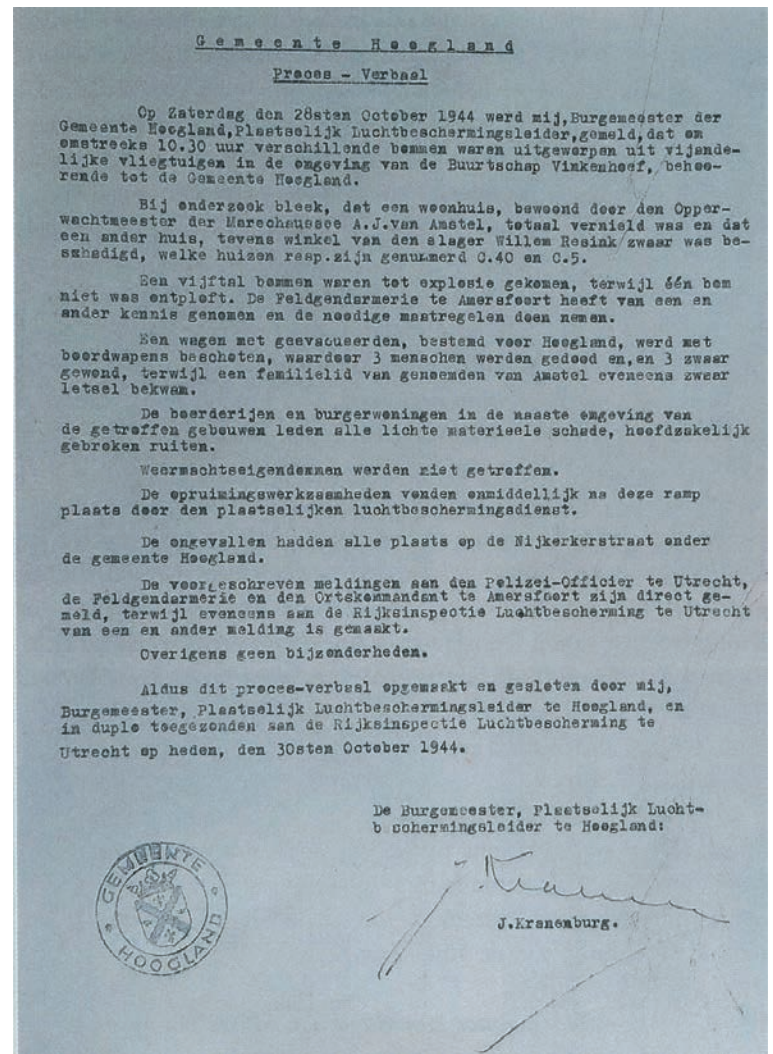 Gemeente Hoogland
Proces - Verbaal
Op Zaterdag den 28sten October 1944 werd mij,Burgemeester der
Gemeente Hoogland,Plaatselijk Luchtbeschermingsleider,gemeld,dat om
omstreeks 10.30 uur verschillende bommen waren uitgeworpen uit vijande-
lijke vliegtuigen in de omgeving van de Buurtschap Vinkenhoef, behoo-
rende tot de Gemeente Hoogland.
Bij onderzoek bleek, dat een woonhuis, bewoond door den Opper-
wachtmeester der Marechaussee A.J.van Amstel, totaal vernield was en dat
een ander huis, tevens winkel van den slager Willem Resink zwaar was be-
schadigd, welke huizen resp.zijn genummerd C.40 en C.5.
Een vijftal bommen waren tot explosie gekomen, terwijl één bom
niet was ontploft. De Feldgendarmerie te Amersfoort heeft van een en
ander kennis genomen en de noodige maatregelen doen nemen.
Een wagen met geevacueerden, bestemd voor Hoogland, werd met
boordwapens beschoten, waardoor 3 menschen werden gedood en,en 3 zwaar
gewond, terwijl een familielid van genoemden van Amstel eveneens zwaar
letsel bekwam.
De boerderijen en burgerwoningen in de naaste omgeving van
de getroffen gebouwen leden alle lichte materieele schade, hoofdzakelijk
gebroken ruiten.
Weermachtseigendommen werden niet getroffen.
De opruimingswerkzaamheden vonden onmiddellijk na deze ramp
plaats door den plaatselijken luchtbeschermingsdienst.
De ongevallen hadden alle plaats op de Nijkerkerstraat onder
de gemeente Hoogland.
De voorgeschreven meldingen aan den Polizei-Officier te Utrecht,
de Feldgendarmerie en den Ortskommandant te Amersfoort zijn direct ge-
meld, terwijl eveneens aan de Rijksinspectie Luchtbescherming te Utrecht
van een en ander melding is gemaakt.
Overigens geen bijzonderheden.
Aldus dit proces-verbaal opgemaakt en gesloten door mij,
Burgemeester, Plaatselijk Luchtbeschermingsleider te Hoogland, en
in duplo toegezonden aan de Rijksinspectie Luchtbescherming te
Utrecht op heden, den 30sten October 1944.
De Burgemeester, Plaatselijk Lucht-
b schermingsleider te Hoogland:
J. Kranen
J.Kranenburg.
GEMEENTE HOOGLAND